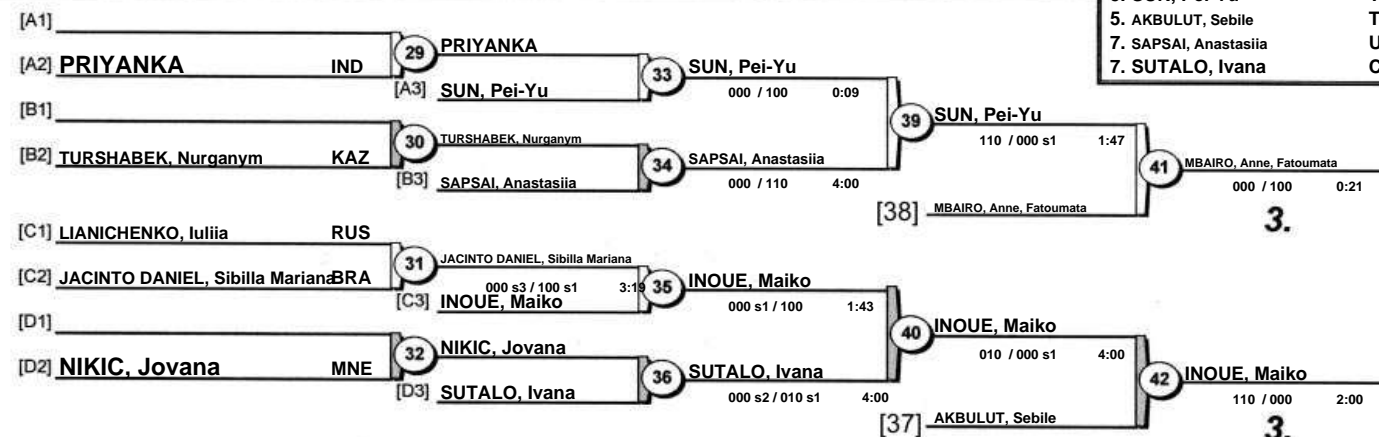 5. AKBULUT, Sebile T
7. SAPSAI, Anastasiia U
7. SUTALO, Ivana
[A1]
[A2] PRIYANKA IND
29 PRIYANKA
[A3] SUN, Pei-Yu
33 SUN, Pei-Yu
000 / 100 0:09
[B1]
[B2] TURSHABEK, Nurganym KAZ
30 TURSHABEK, Nurganym
[B3] SAPSAI, Anastasiia
34 SAPSAI, Anastasiia
000 / 110 4:00
39 SUN, Pei-Yu
110 / 000 s1 1:47
[38] MBAIRO, Anne, Fatoumata
41 MBAIRO, Anne, Fatoumata
000 / 100 0:21
3.
[C1] LIANICHENKO, Iuliia RUS
[C2] JACINTO DANIEL, Sibilla Mariana BRA
31 JACINTO DANIEL, Sibilla Mariana
000 s3 / 100 s1 3:19
[C3] INOUE, Maiko
35 INOUE, Maiko
000 s1 / 100 1:43
[D1]
[D2] NIKIC, Jovana MNE
32 NIKIC, Jovana
[D3] SUTALO, Ivana
36 SUTALO, Ivana
000 s2 / 010 s1 4:00
40 INOUE, Maiko
010 / 000 s1 4:00
[37] AKBULUT, Sebile
42 INOUE, Maiko
110 / 000 2:00
3.